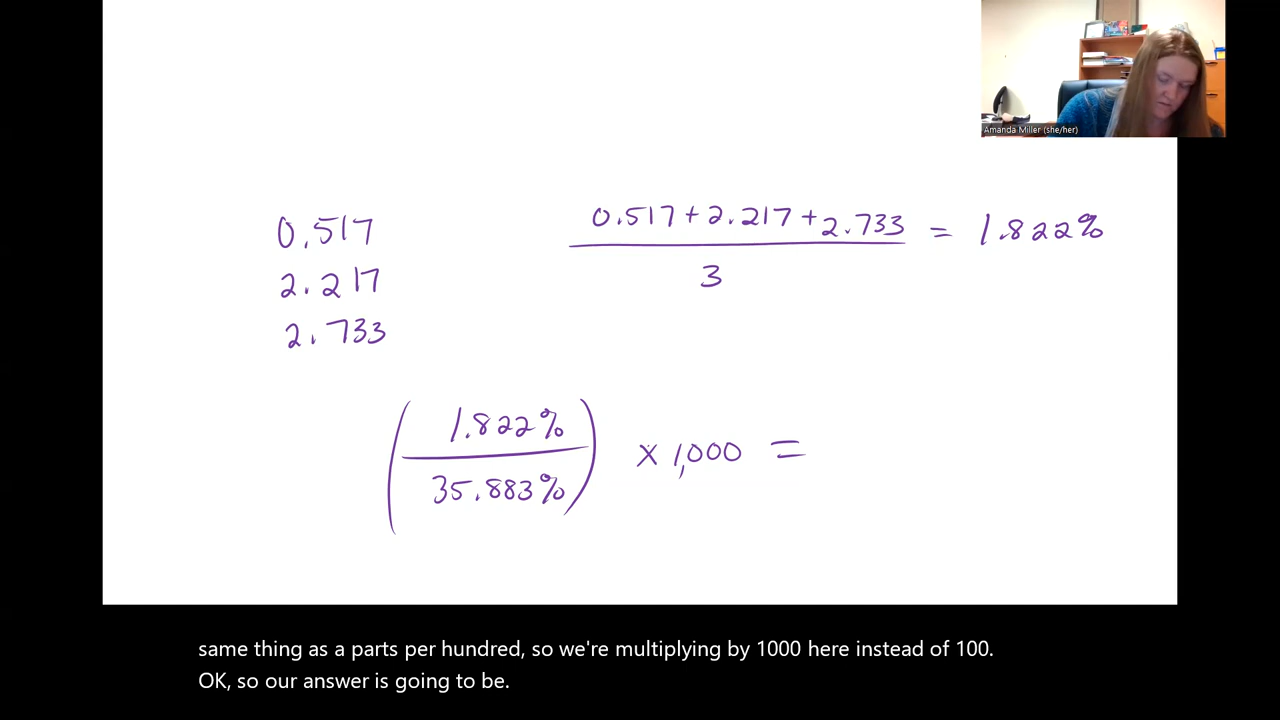 Amanda Miller (she/her)
0.517
2.217
2.733
0.517 + 2.217 + 2.733
3
= 1.822%
( 1.822%
35.883% ) x 1,000 =
same thing as a parts per hundred, so we're multiplying by 1000 here instead of 100.
OK, so our answer is going to be.